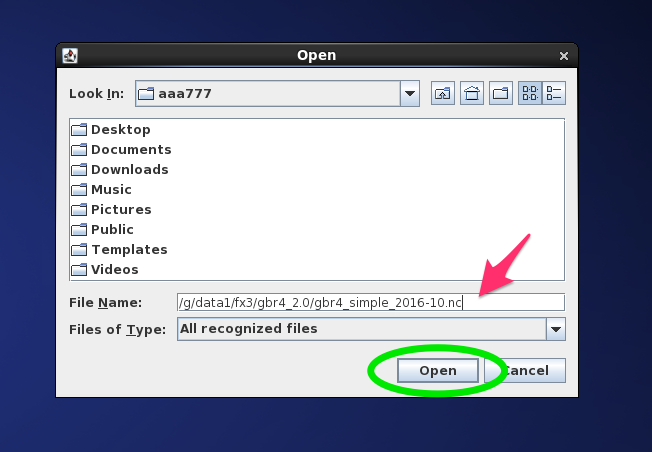 Open
Look In: aaa777
Desktop
Documents
Downloads
Music
Pictures
Public
Templates
Videos
File Name: /g/data1/fx3/gbr4_2.0/gbr4_simple_2016-10.nc
Files of Type: All recognized files
Open Cancel